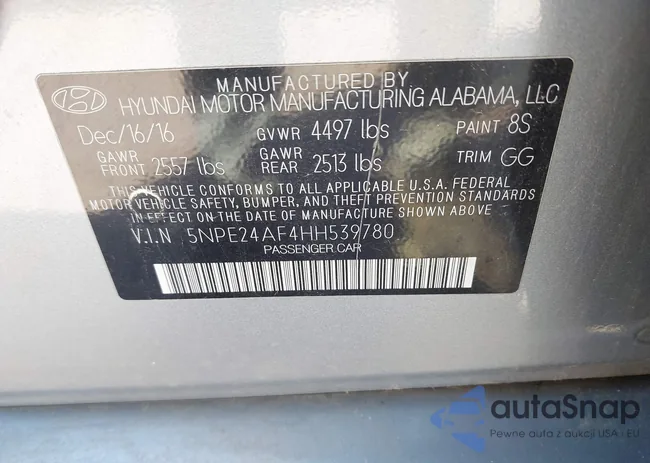 MANUFACTURED BY
HYUNDAI MOTOR MANUFACTURING ALABAMA, LLC
Dec/16/16 GVWR 4497 lbs PAINT 8S
GAWR FRONT 2557 lbs GAWR REAR 2513 lbs TRIM GG
THIS VEHICLE CONFORMS TO ALL APPLICABLE U.S.A. FEDERAL
MOTOR VEHICLE SAFETY, BUMPER, AND THEFT PREVENTION STANDARDS
IN EFFECT ON THE DATE OF MANUFACTURE SHOWN ABOVE
V.I.N 5NPE24AF4HH539780
PASSENGER CAR
autaSnap
Pewne auta z aukcji USA i EU